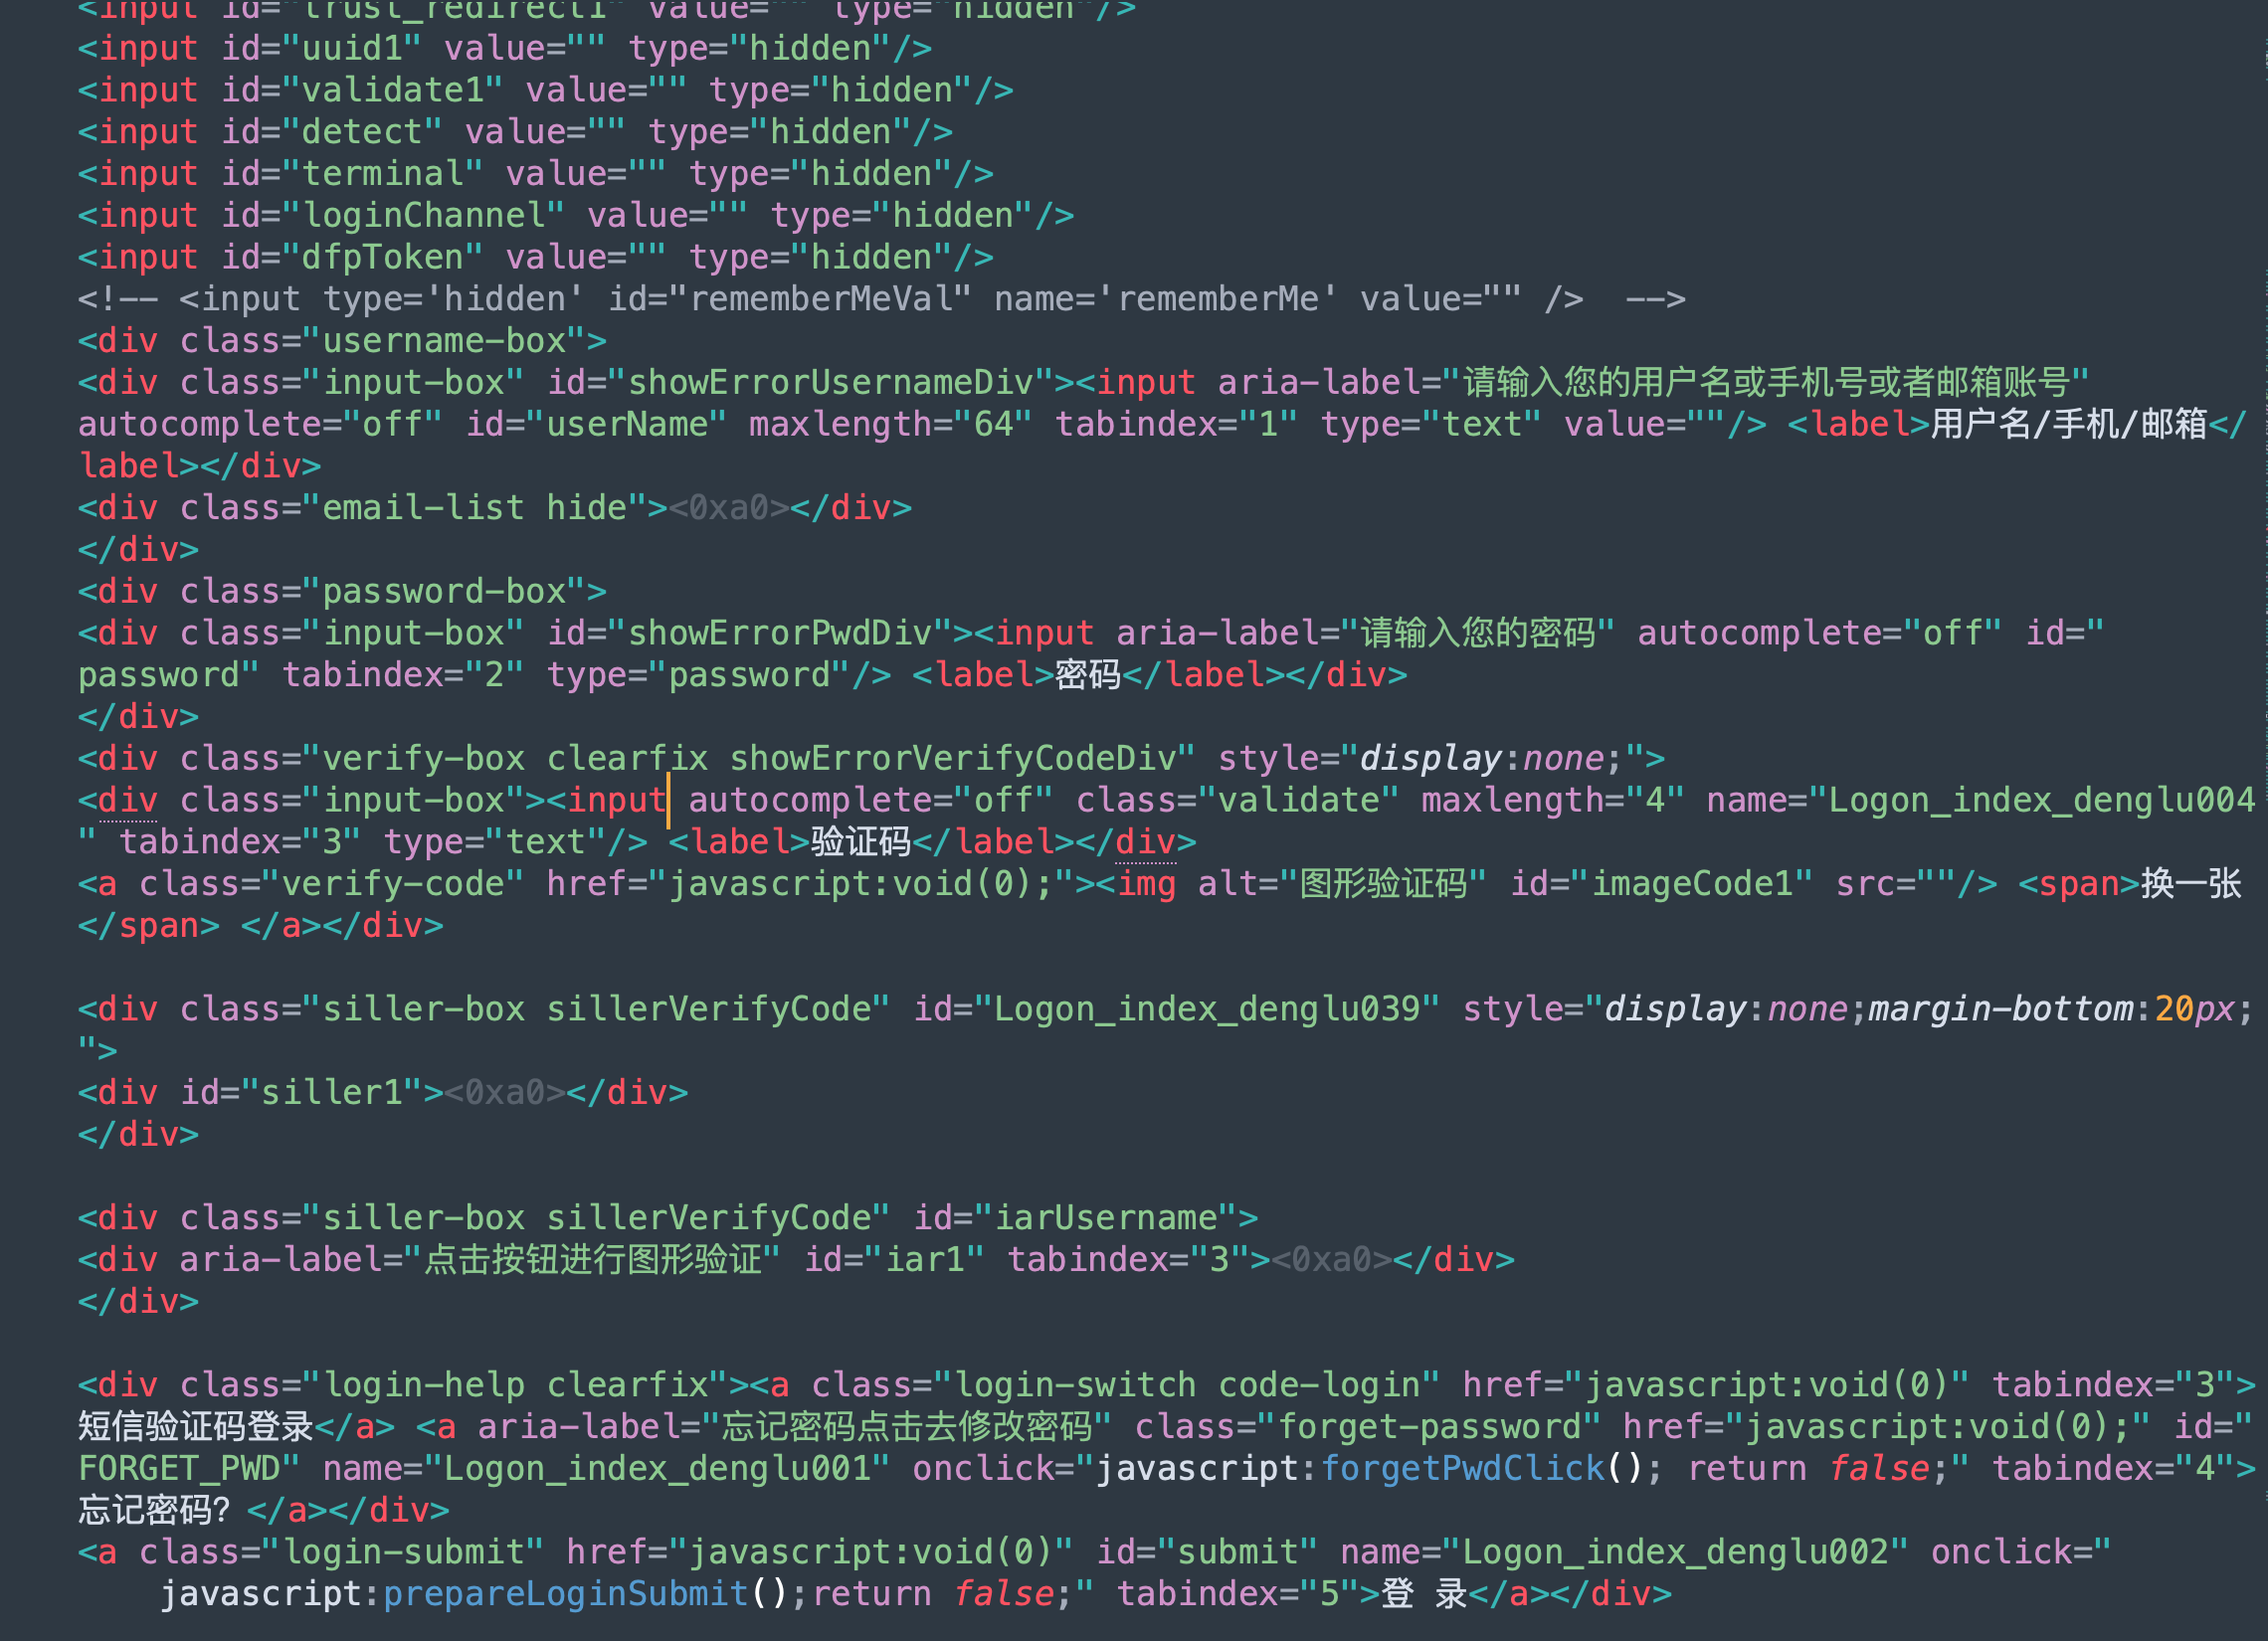 <input id="trust_redirect1" value="" type="hidden"/>
<input id="uuid1" value="" type="hidden"/>
<input id="validate1" value="" type="hidden"/>
<input id="detect" value="" type="hidden"/>
<input id="terminal" value="" type="hidden"/>
<input id="loginChannel" value="" type="hidden"/>
<input id="dfpToken" value="" type="hidden"/>
<!-- <input type='hidden' id="rememberMeVal" name='rememberMe' value="" />  -->
<div class="username-box">
<div class="input-box" id="showErrorUsernameDiv"><input aria-label="请输入您的用户名或手机号或者邮箱账号"
autocomplete="off" id="userName" maxlength="64" tabindex="1" type="text" value=""/> <label>用户名/手机/邮箱</
label></div>
<div class="email-list hide"><0xa0></div>
</div>
<div class="password-box">
<div class="input-box" id="showErrorPwdDiv"><input aria-label="请输入您的密码" autocomplete="off" id="
password" tabindex="2" type="password"/> <label>密码</label></div>
</div>
<div class="verify-box clearfix showErrorVerifyCodeDiv" style="display:none;">
<div class="input-box"><input autocomplete="off" class="validate" maxlength="4" name="Logon_index_denglu004
" tabindex="3" type="text"/> <label>验证码</label></div>
<a class="verify-code" href="javascript:void(0);"><img alt="图形验证码" id="imageCode1" src=""/> <span>换一张
</span> </a></div>
<div class="siller-box sillerVerifyCode" id="Logon_index_denglu039" style="display:none;margin-bottom:20px;
">
<div id="siller1"><0xa0></div>
</div>
<div class="siller-box sillerVerifyCode" id="iarUsername">
<div aria-label="点击按钮进行图形验证" id="iar1" tabindex="3"><0xa0></div>
</div>
<div class="login-help clearfix"><a class="login-switch code-login" href="javascript:void(0)" tabindex="3">
短信验证码登录</a> <a aria-label="忘记密码点击去修改密码" class="forget-password" href="javascript:void(0);" id="
FORGET_PWD" name="Logon_index_denglu001" onclick="javascript:forgetPwdClick(); return false;" tabindex="4">
忘记密码？</a></div>
<a class="login-submit" href="javascript:void(0)" id="submit" name="Logon_index_denglu002" onclick="
javascript:prepareLoginSubmit();return false;" tabindex="5">登 录</a></div>